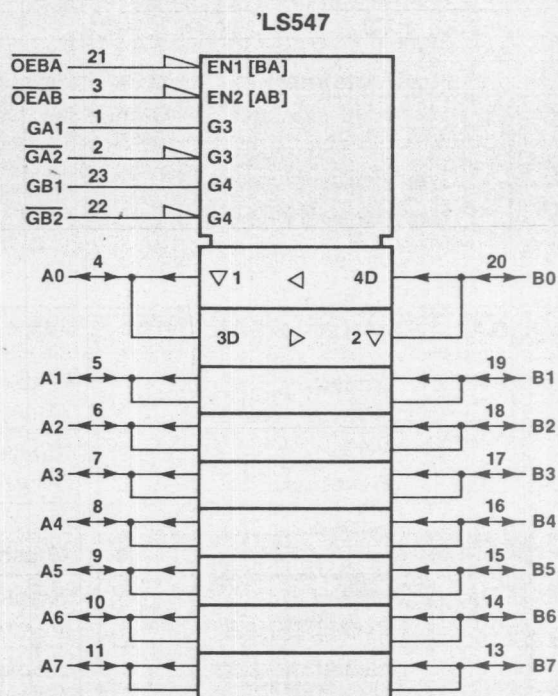 'LS547
OEBA 21 EN1 [BA]
OEAB 3 EN2 [AB]
GA1 1 G3
GA2 2 G3
GB1 23 G4
GB2 22 G4
A0 4 ▽ 1 ◁ 4D 20 B0
3D ▷ 2 ▽
A1 5 19 B1
A2 6 18 B2
A3 7 17 B3
A4 8 16 B4
A5 9 15 B5
A6 10 14 B6
A7 11 13 B7